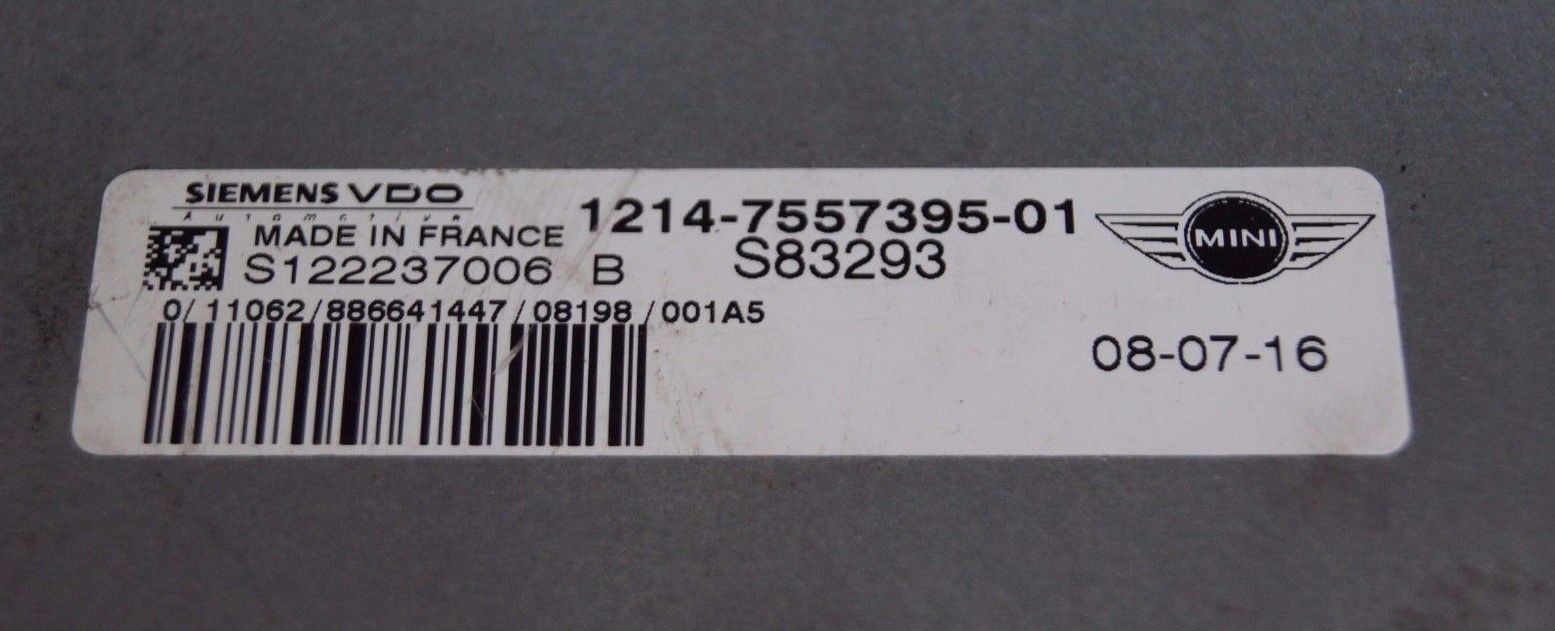 SIEMENS VDO
Automotive
1214-7557395-01
MINI
MADE IN FRANCE
S122237006 B
S83293
0/11062/886641447/08198/001A5
08-07-16